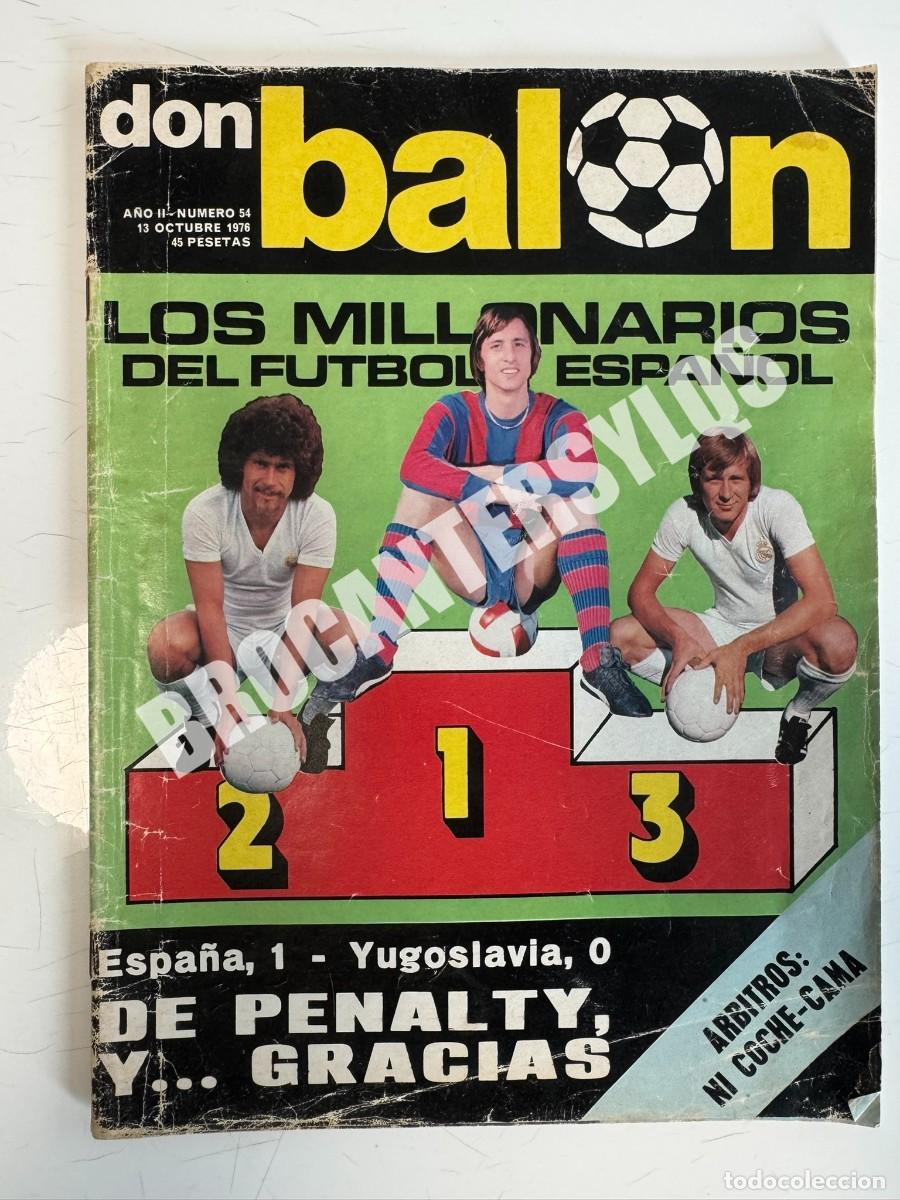 don balon
AÑO II - NUMERO 54
13 OCTUBRE 1976
45 PESETAS
LOS MILLONARIOS
DEL FUTBOL ESPAÑOL
BROCANTERSYLQS
2
1
3
España, 1 - Yugoslavia, 0
DE PENALTY,
Y... GRACIAS
ARBITROS:
NI COCHE-CAMA
todocoleccion